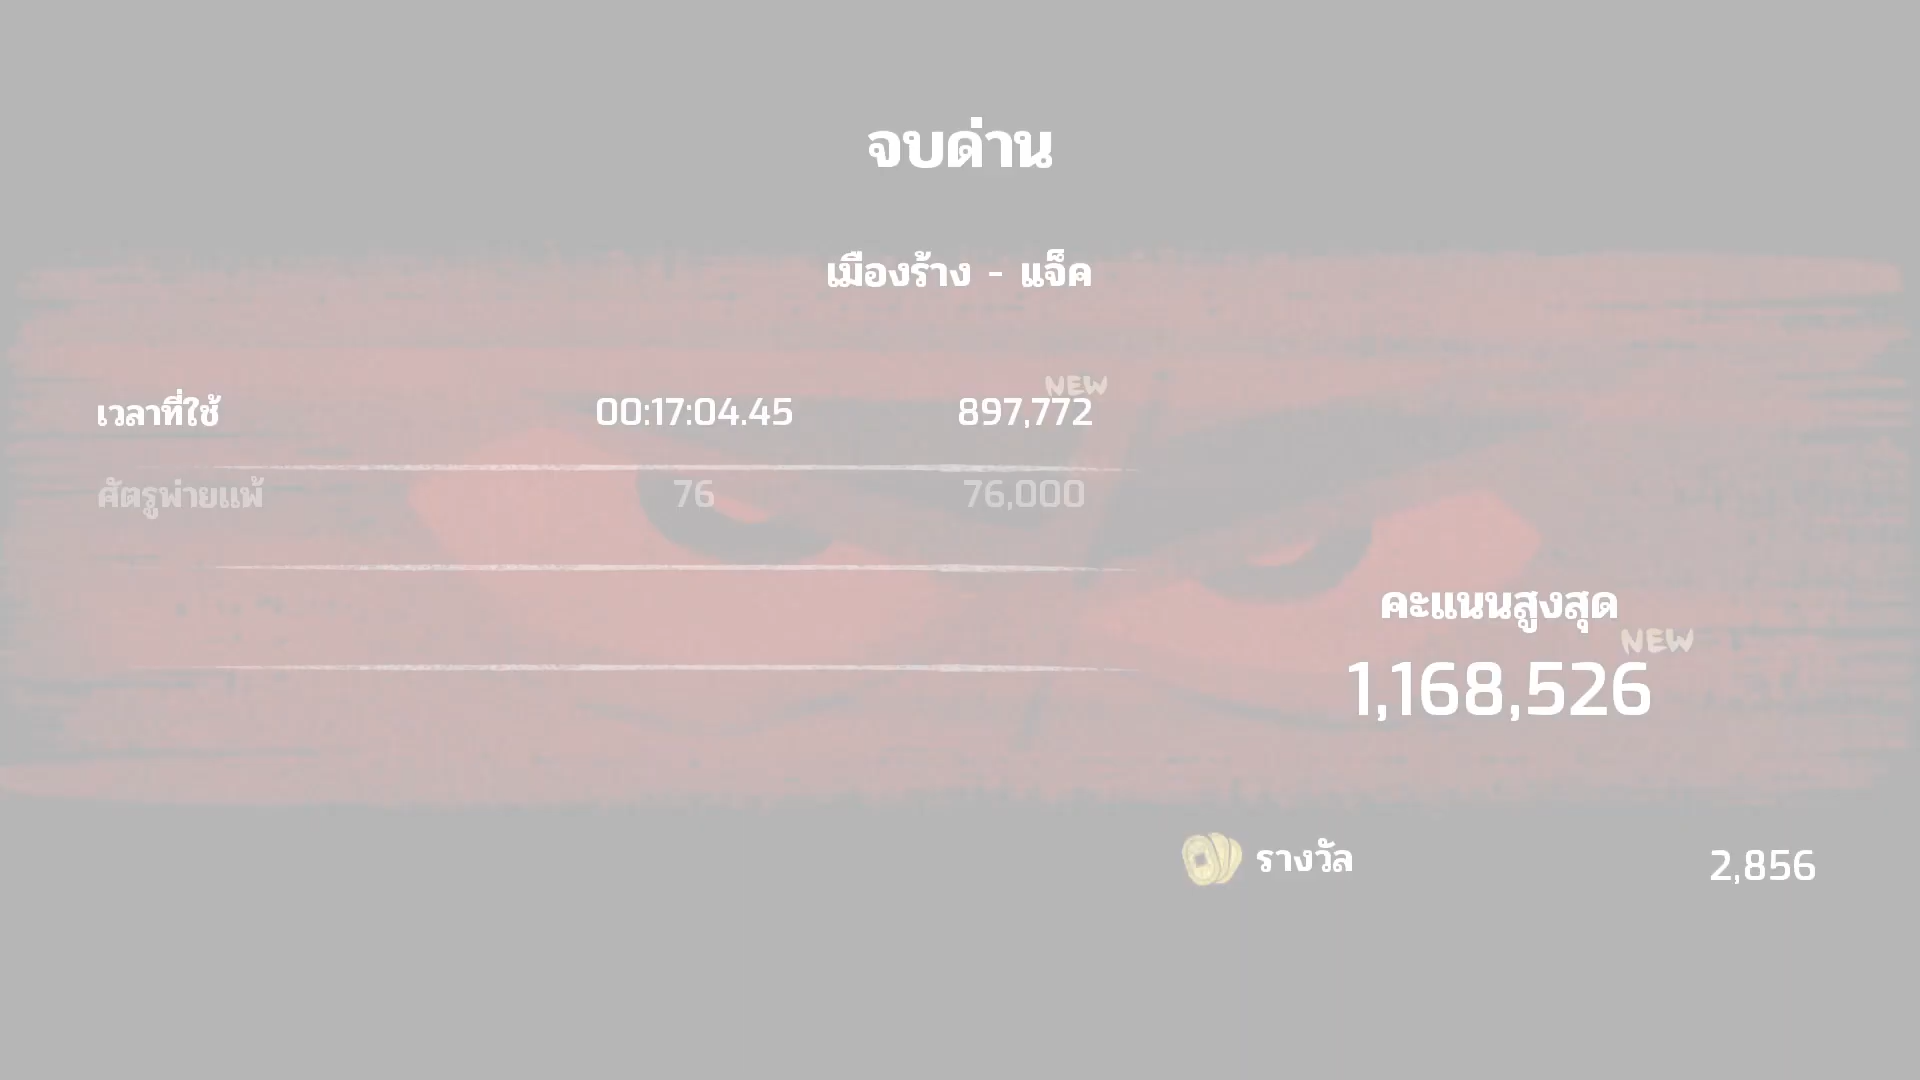 จบด่าน
เมืองร้าง - แจ็ค
เวลาที่ใช้ 00:17:04.45 897,772 NEW
ศัตรูพ่ายแพ้ 76 76,000
คะแนนสูงสุด
NEW
1,168,526
รางวัล 2,856